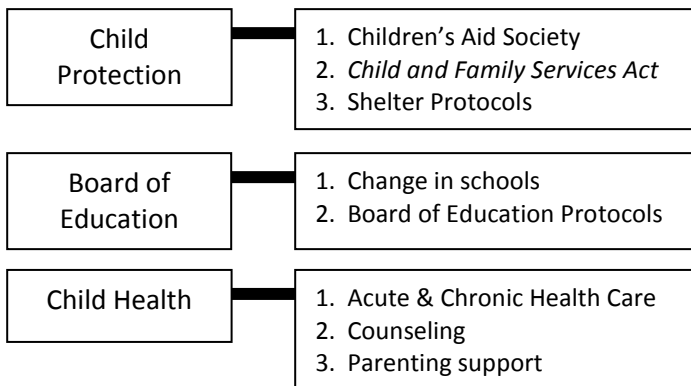 Child
Protection
1. Children’s Aid Society
2. Child and Family Services Act
3. Shelter Protocols
Board of
Education
1. Change in schools
2. Board of Education Protocols
Child Health
1. Acute & Chronic Health Care
2. Counseling
3. Parenting support